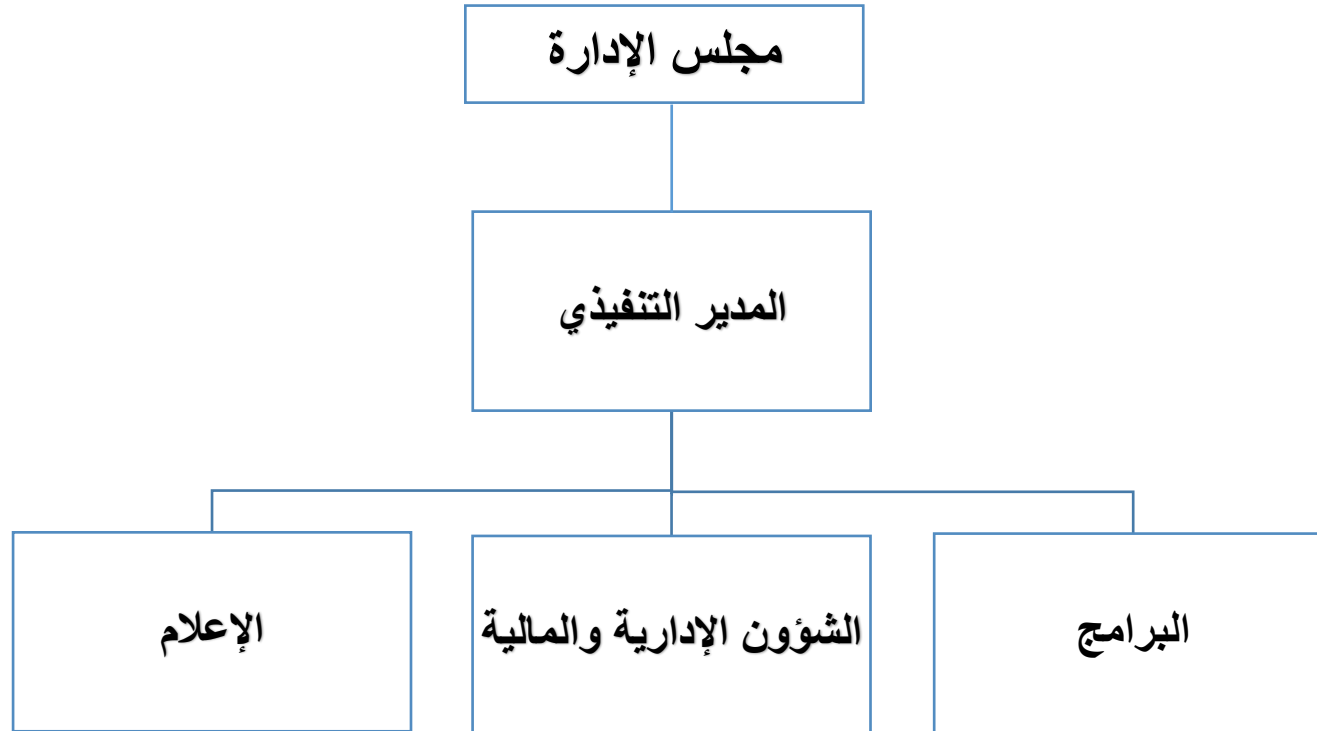 مجلس الإدارة
المدير التنفيذي
البرامج
الشؤون الإدارية والمالية
الإعلام